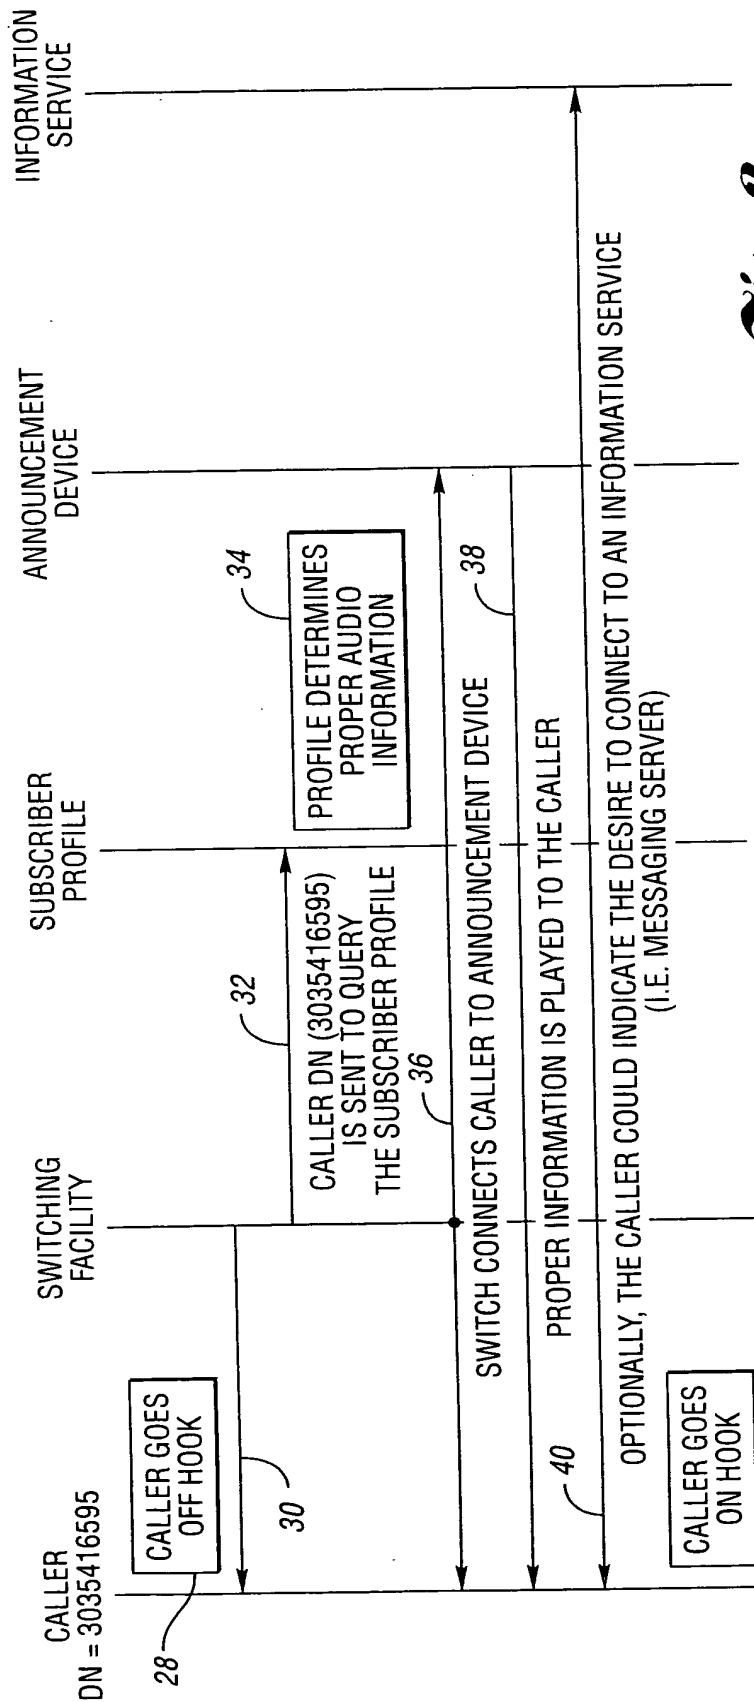 CALLER
DN = 3035416595
SWITCHING
FACILITY
SUBSCRIBER
PROFILE
ANNOUNCEMENT
DEVICE
INFORMATION
SERVICE
28
CALLER GOES
OFF HOOK
30
32
CALLER DN (3035416595)
IS SENT TO QUERY
THE SUBSCRIBER PROFILE
34
PROFILE DETERMINES
PROPER AUDIO
INFORMATION
36
SWITCH CONNECTS CALLER TO ANNOUNCEMENT DEVICE
38
PROPER INFORMATION IS PLAYED TO THE CALLER
40
OPTIONALLY, THE CALLER COULD INDICATE THE DESIRE TO CONNECT TO AN INFORMATION SERVICE
(I.E. MESSAGING SERVER)
CALLER GOES
ON HOOK